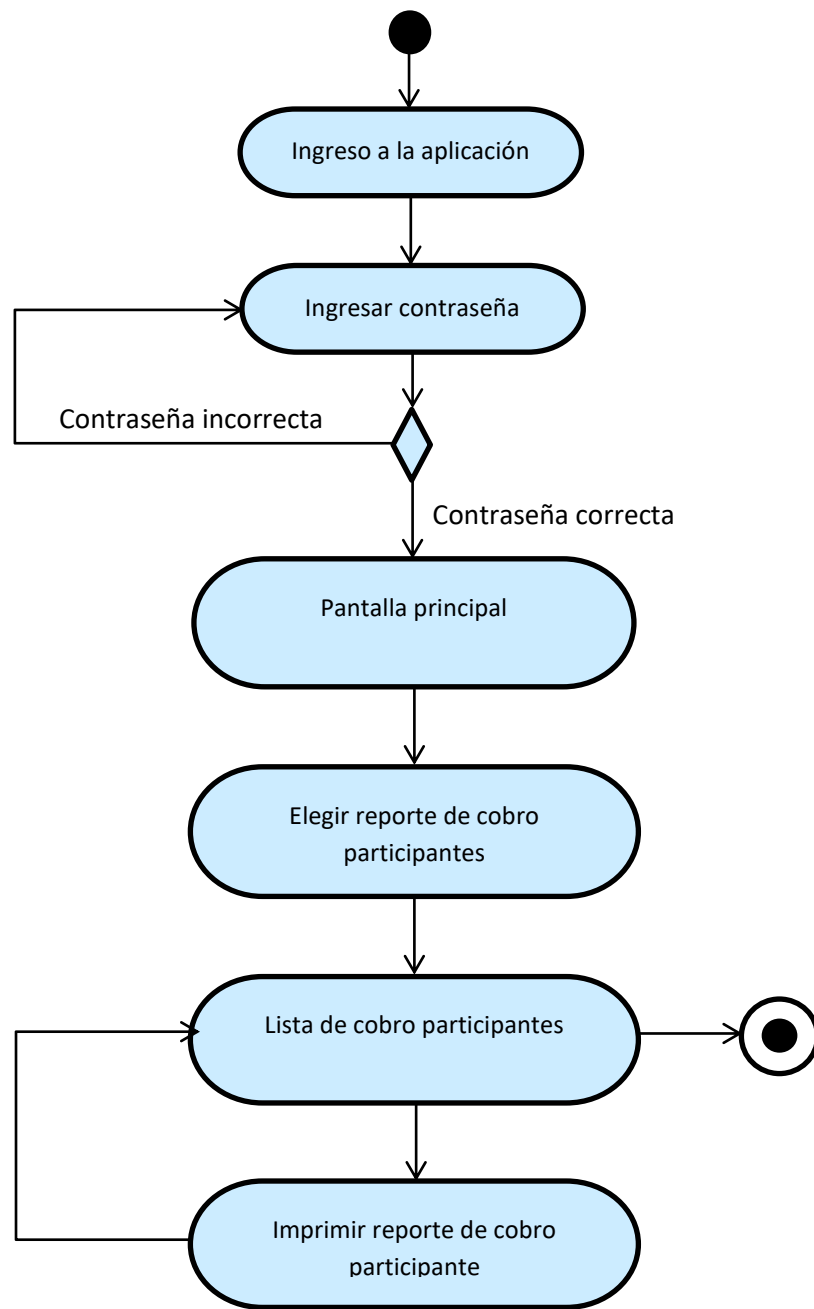 Ingreso a la aplicación
Ingresar contraseña
Contraseña incorrecta
Contraseña correcta
Pantalla principal
Elegir reporte de cobro
participantes
Lista de cobro participantes
Imprimir reporte de cobro
participante